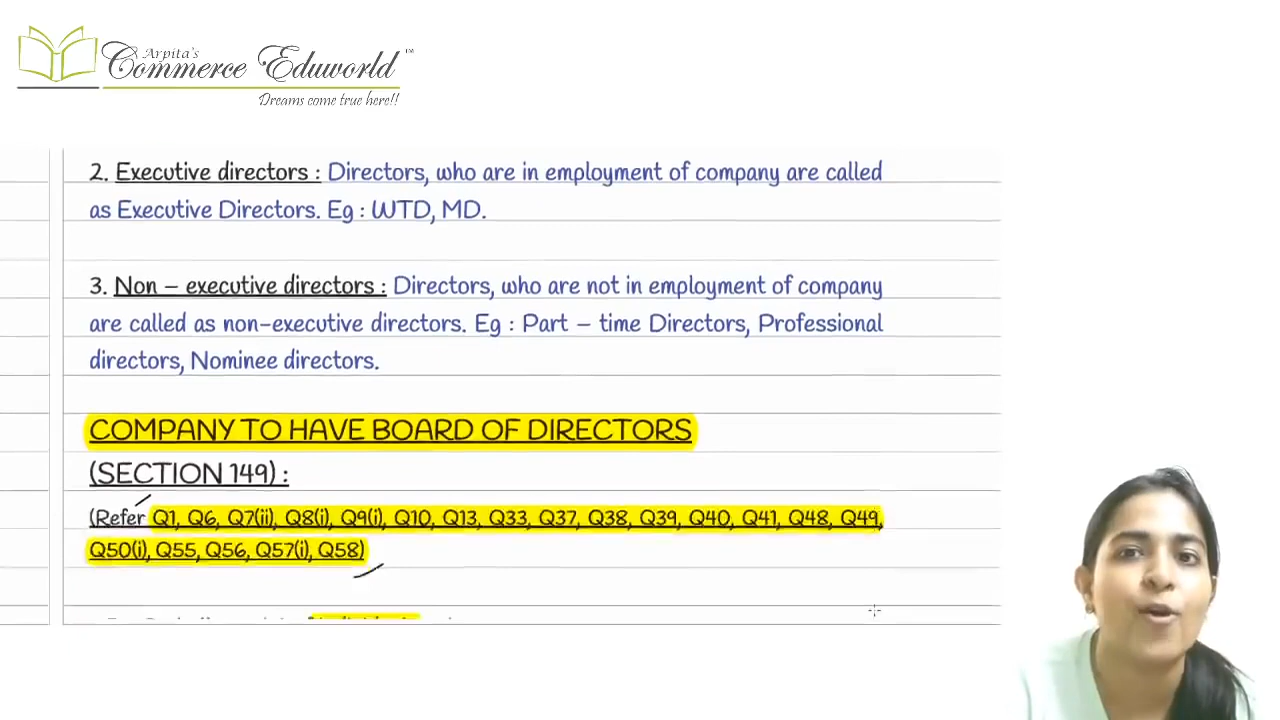 Arpita's
Commerce Eduworld™
Dreams come true here!!
2. Executive directors : Directors, who are in employment of company are called
as Executive Directors. Eg : WTD, MD.
3. Non – executive directors : Directors, who are not in employment of company
are called as non-executive directors. Eg : Part – time Directors, Professional
directors, Nominee directors.
COMPANY TO HAVE BOARD OF DIRECTORS
(SECTION 149) :
(Refer Q1, Q6, Q7(ii), Q8(i), Q9(i), Q10, Q13, Q33, Q37, Q38, Q39, Q40, Q41, Q48, Q49,
Q50(i), Q55, Q56, Q57(i), Q58)